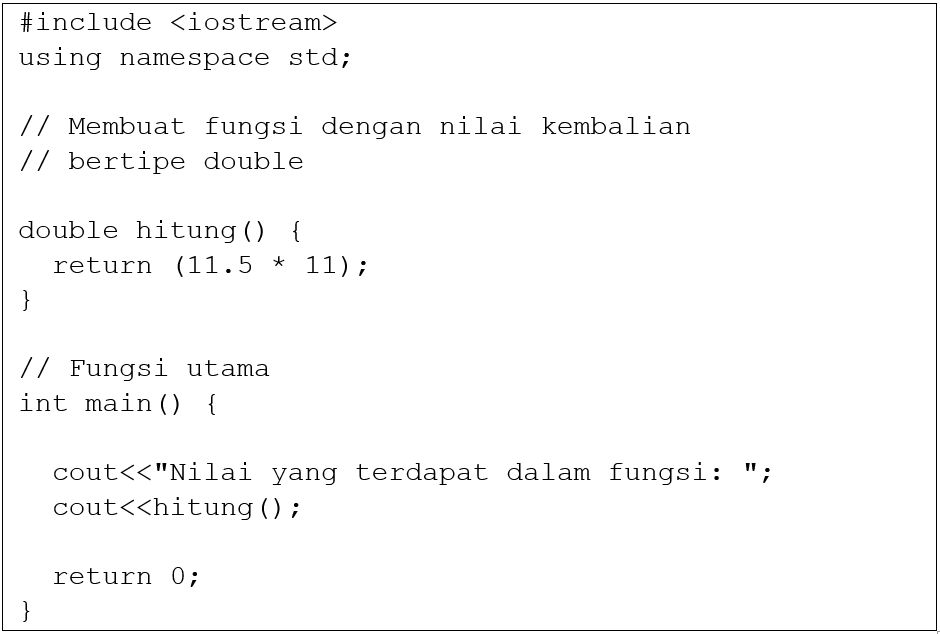 #include <iostream>
using namespace std;
// Membuat fungsi dengan nilai kembalian
// bertipe double
double hitung() {
  return (11.5 * 11);
}
// Fungsi utama
int main() {
  cout<<"Nilai yang terdapat dalam fungsi: ";
  cout<<hitung();
  return 0;
}